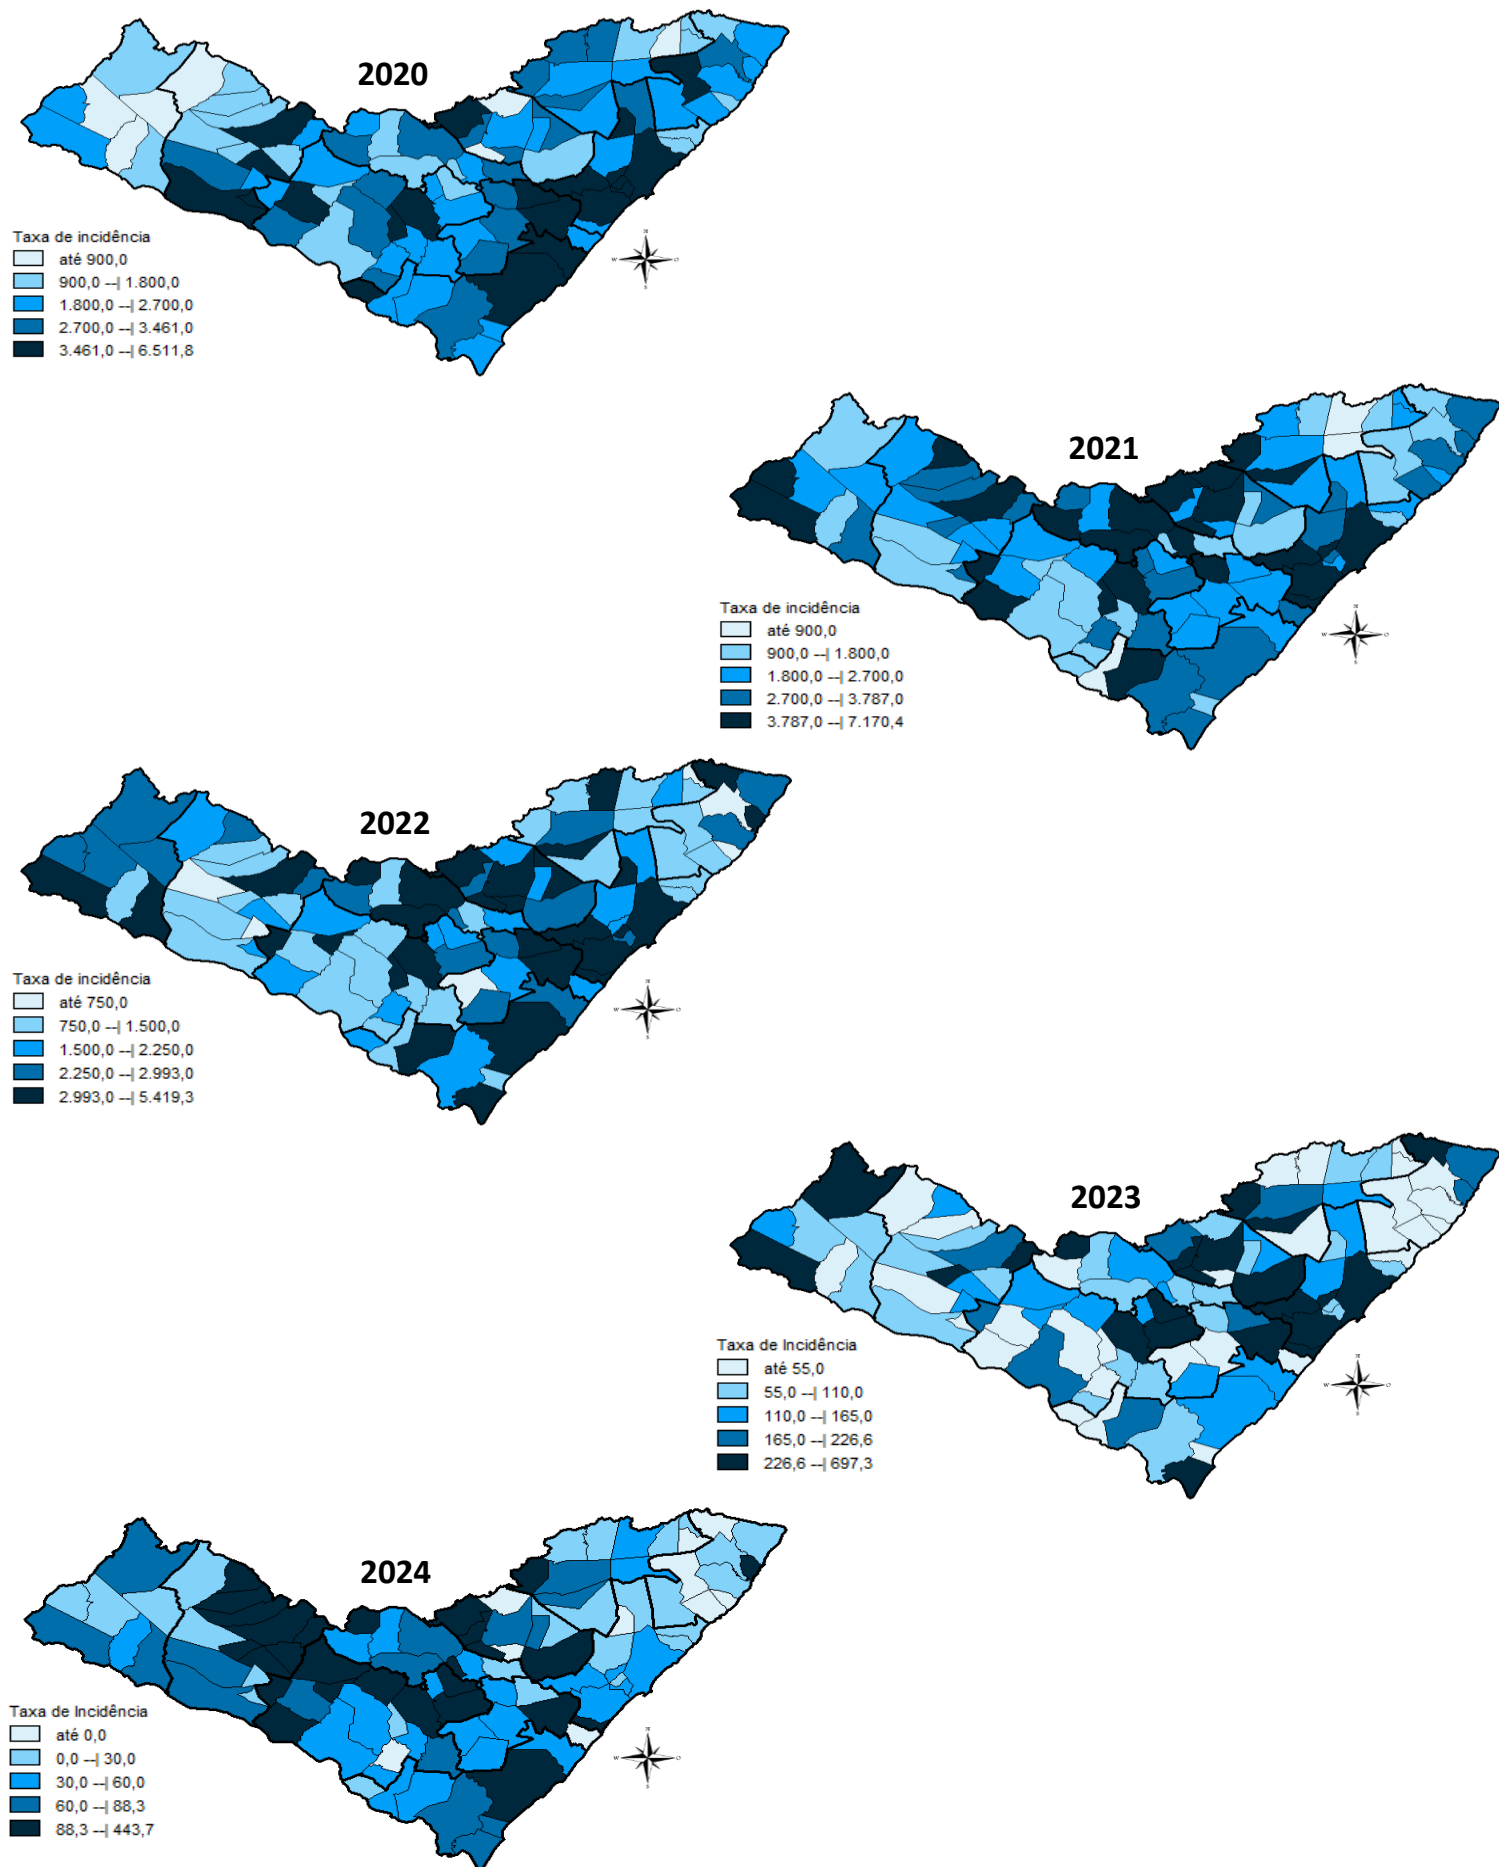 2020
Taxa de incidência
até 900,0
900,0 --| 1.800,0
1.800,0 --| 2.700,0
2.700,0 --| 3.461,0
3.461,0 --| 6.511,8
2021
Taxa de incidência
até 900,0
900,0 --| 1.800,0
1.800,0 --| 2.700,0
2.700,0 --| 3.787,0
3.787,0 --| 7.170,4
2022
Taxa de incidência
até 750,0
750,0 --| 1.500,0
1.500,0 --| 2.250,0
2.250,0 --| 2.993,0
2.993,0 --| 5.419,3
2023
Taxa de Incidência
até 55,0
55,0 --| 110,0
110,0 --| 165,0
165,0 --| 226,6
226,6 --| 697,3
2024
Taxa de Incidência
até 0,0
0,0 --| 30,0
30,0 --| 60,0
60,0 --| 88,3
88,3 --| 443,7